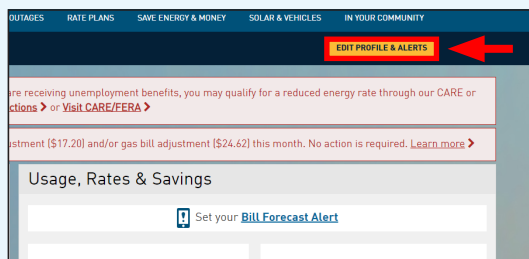 OUTAGES RATE PLANS SAVE ENERGY & MONEY SOLAR & VEHICLES IN YOUR COMMUNITY
EDIT PROFILE & ALERTS
are receiving unemployment benefits, you may qualify for a reduced energy rate through our CARE or
ctions > or Visit CARE/FERA >
ustment ($17.20) and/or gas bill adjustment ($24.62) this month. No action is required. Learn more >
Usage, Rates & Savings
Set your Bill Forecast Alert